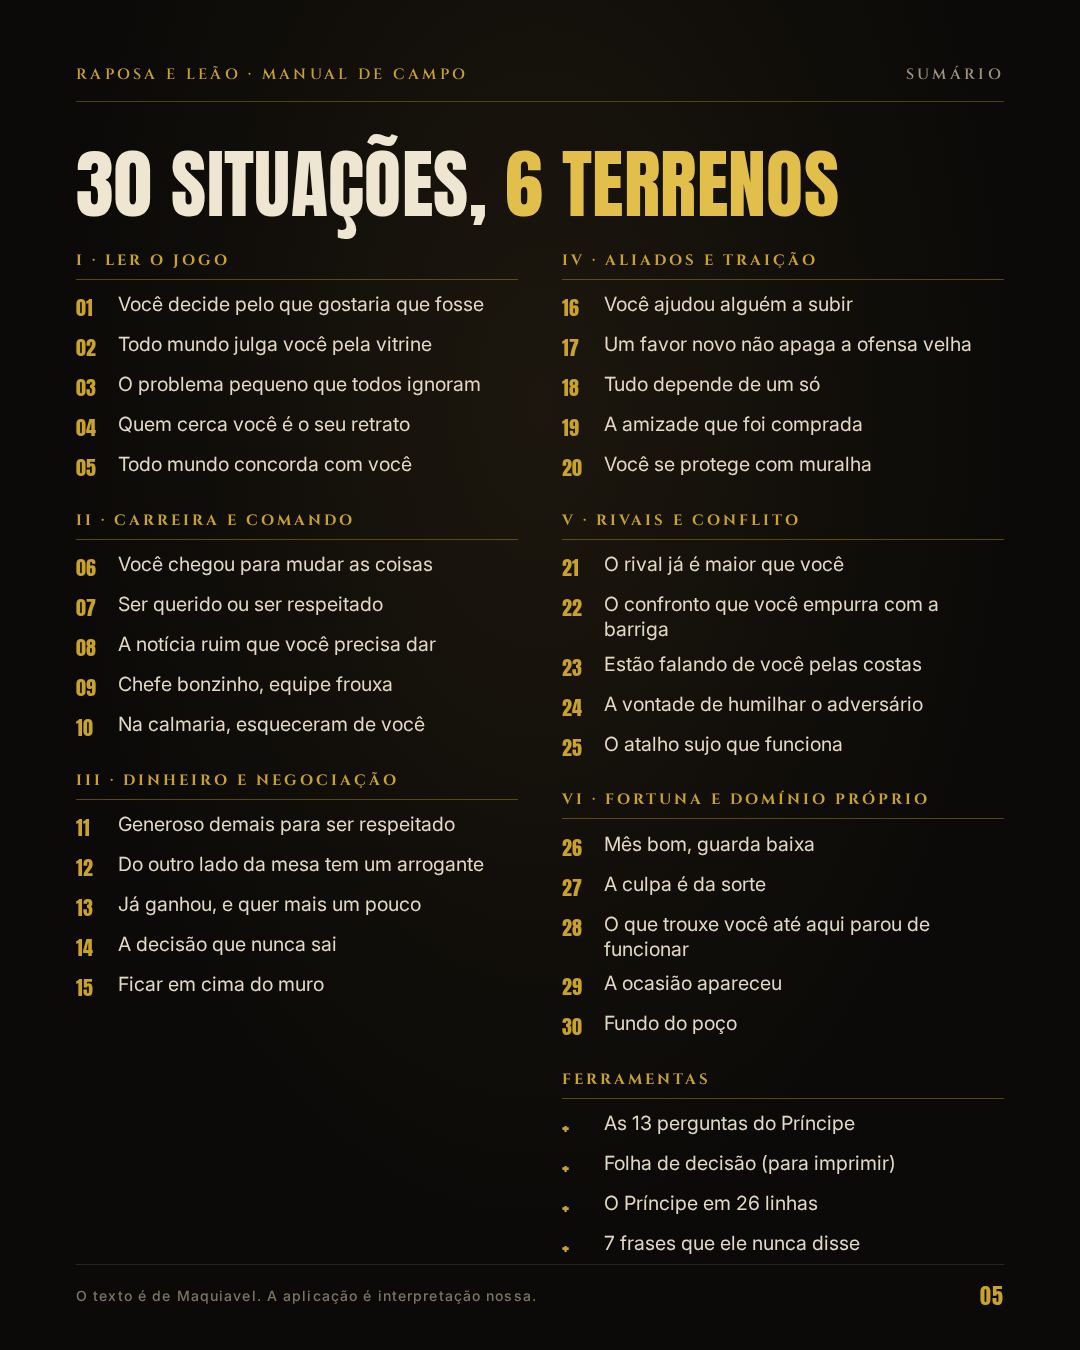 RAPOSA E LEÃO · MANUAL DE CAMPO
SUMÁRIO
30 SITUAÇÕES, 6 TERRENOS
I · LER O JOGO
01 Você decide pelo que gostaria que fosse
02 Todo mundo julga você pela vitrine
03 O problema pequeno que todos ignoram
04 Quem cerca você é o seu retrato
05 Todo mundo concorda com você
II · CARREIRA E COMANDO
06 Você chegou para mudar as coisas
07 Ser querido ou ser respeitado
08 A notícia ruim que você precisa dar
09 Chefe bonzinho, equipe frouxa
10 Na calmaria, esqueceram de você
III · DINHEIRO E NEGOCIAÇÃO
11 Generoso demais para ser respeitado
12 Do outro lado da mesa tem um arrogante
13 Já ganhou, e quer mais um pouco
14 A decisão que nunca sai
15 Ficar em cima do muro
IV · ALIADOS E TRAIÇÃO
16 Você ajudou alguém a subir
17 Um favor novo não apaga a ofensa velha
18 Tudo depende de um só
19 A amizade que foi comprada
20 Você se protege com muralha
V · RIVAIS E CONFLITO
21 O rival já é maior que você
22 O confronto que você empurra com a
barriga
23 Estão falando de você pelas costas
24 A vontade de humilhar o adversário
25 O atalho sujo que funciona
VI · FORTUNA E DOMÍNIO PRÓPRIO
26 Mês bom, guarda baixa
27 A culpa é da sorte
28 O que trouxe você até aqui parou de
funcionar
29 A ocasião apareceu
30 Fundo do poço
FERRAMENTAS
+ As 13 perguntas do Príncipe
+ Folha de decisão (para imprimir)
+ O Príncipe em 26 linhas
+ 7 frases que ele nunca disse
O texto é de Maquiavel. A aplicação é interpretação nossa.
05